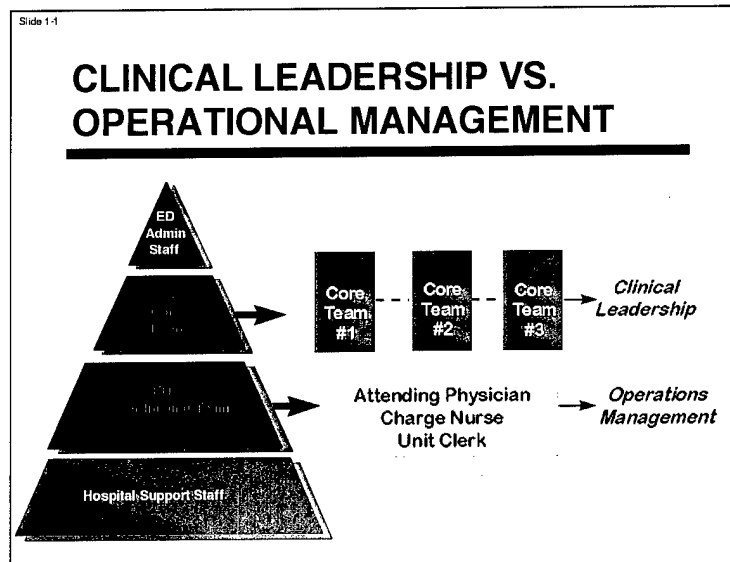 Slide 1-1
CLINICAL LEADERSHIP VS.
OPERATIONAL MANAGEMENT
ED
Admin
Staff
Core
Team
#1
Core
Team
#2
Core
Team
#3
Clinical
Leadership
Attending Physician
Charge Nurse
Unit Clerk
Operations
Management
Hospital Support Staff